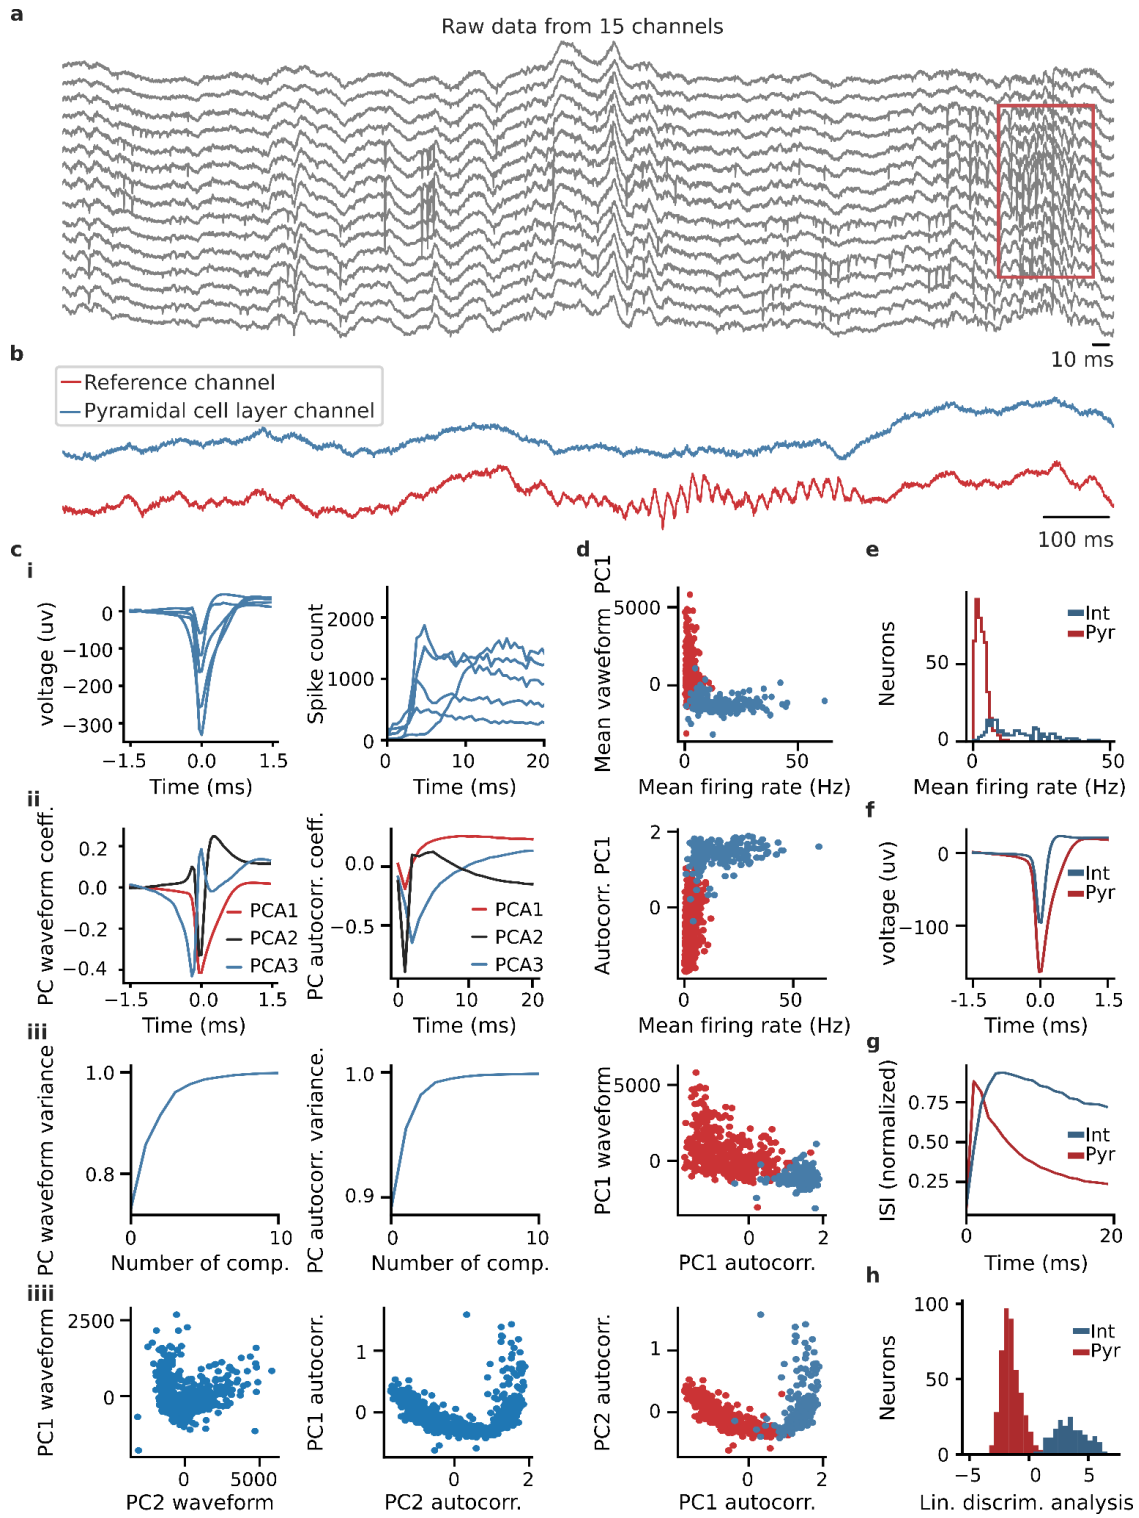 a
Raw data from 15 channels
10 ms
b
Reference channel
Pyramidal cell layer channel
100 ms
c
i
voltage (uv)
0
−100
−200
−300
−1.5
0.0
1.5
Time (ms)
Spike count
2000
1000
0
0
10
20
Time (ms)
ii
PC waveform coeff.
0.2
0.0
−0.2
−0.4
PCA1
PCA2
PCA3
−1.5
0.0
1.5
Time (ms)
PC autocorr. coeff.
0.0
−0.5
PCA1
PCA2
PCA3
0
10
20
Time (ms)
iii
PC waveform variance
1.0
0.8
0
10
Number of comp.
PC autocorr. variance.
1.0
0.9
0
10
Number of comp.
iiii
PC1 waveform
2500
0
0
5000
PC2 waveform
PC1 autocorr.
1
0
0
2
PC2 autocorr.
d
Mean vaweform PC1
5000
0
0
50
Mean firing rate (Hz)
Autocorr. PC1
2
0
0
50
Mean firing rate (Hz)
PC1 waveform
5000
0
0
2
PC1 autocorr.
PC2 autocorr.
1
0
0
2
PC1 autocorr.
e
Neurons
50
0
Int
Pyr
0
50
Mean firing rate (Hz)
f
voltage (uv)
0
−100
Int
Pyr
−1.5
0.0
1.5
Time (ms)
g
ISI (normalized)
0.75
0.50
0.25
Int
Pyr
0
20
Time (ms)
h
Neurons
100
50
0
Int
Pyr
−5
0
5
Lin. discrim. analysis